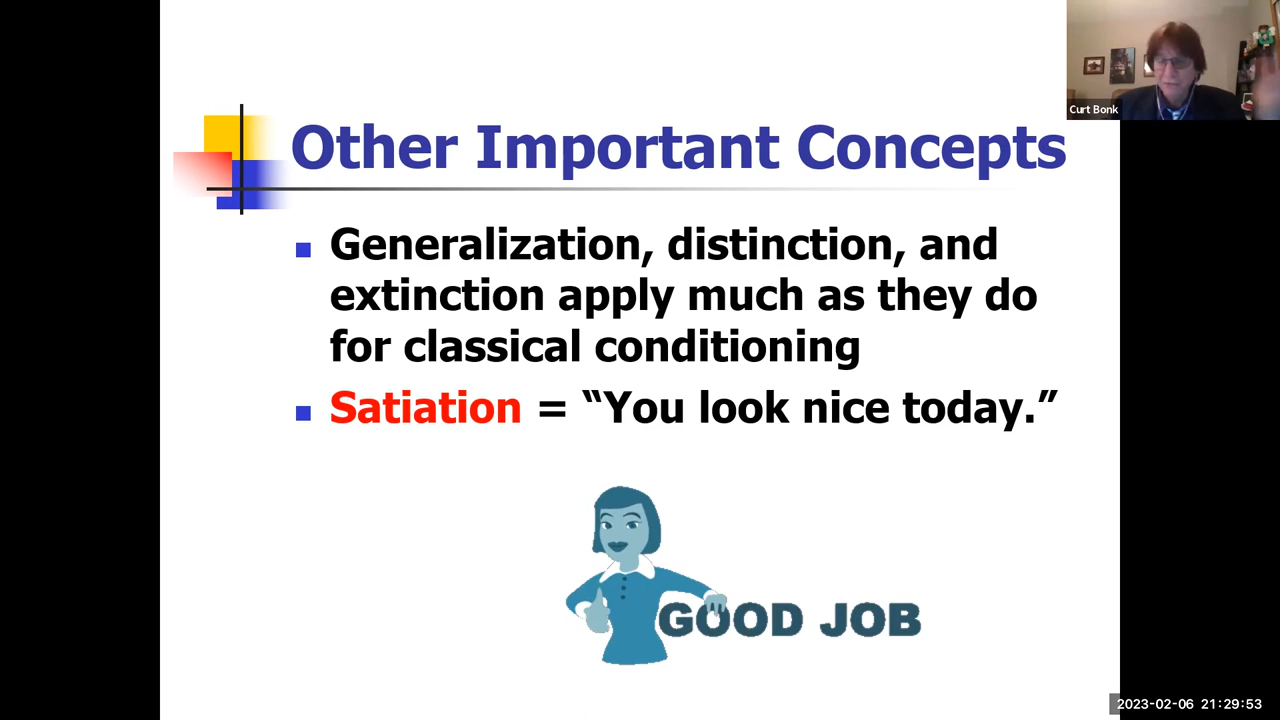 Curt Bonk
Other Important Concepts
Generalization, distinction, and
extinction apply much as they do
for classical conditioning
Satiation = “You look nice today.”
GOOD JOB
2023-02-06 21:29:53